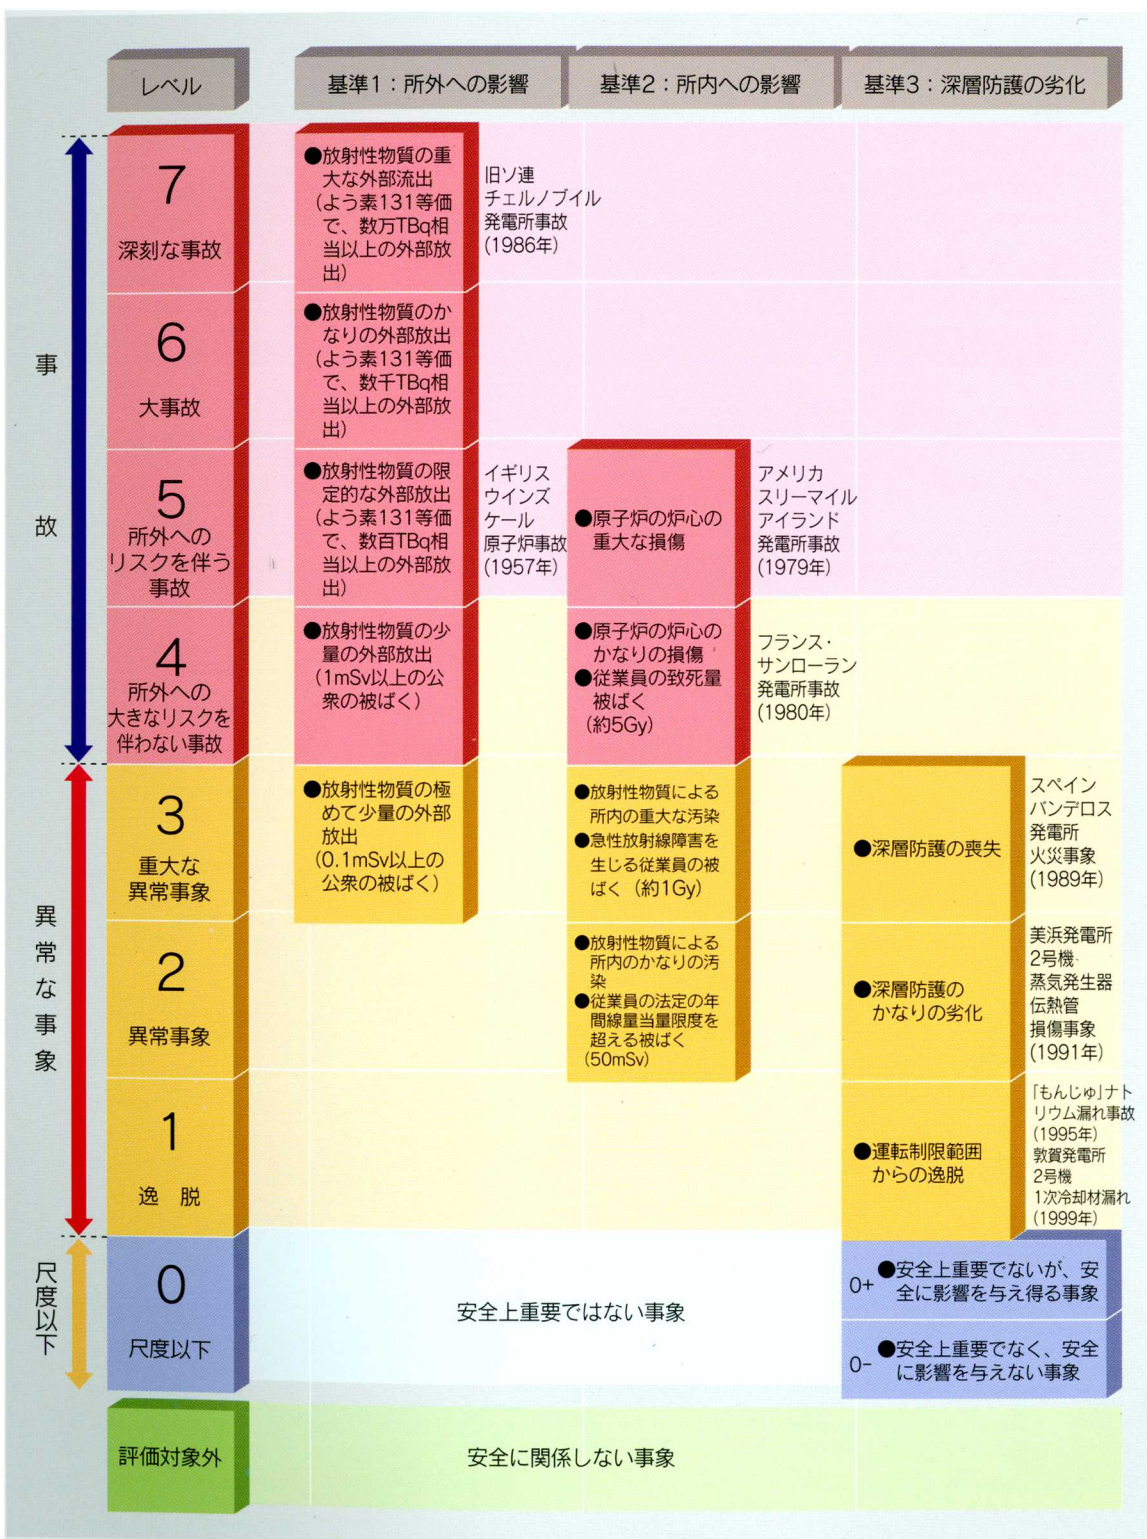 レベル
基準1：所外への影響
基準2：所内への影響
基準3：深層防護の劣化
事
故
異
常
な
事
象
尺
度
以
下
7
深刻な事故
●放射性物質の重
大な外部流出
(よう素131等価
で、数万TBq相
当以上の外部放
出)
旧ソ連
チェルノブイル
発電所事故
(1986年)
6
大事故
●放射性物質のか
なりの外部放出
(よう素131等価
で、数千TBq相
当以上の外部放
出)
5
所外への
リスクを伴う
事故
●放射性物質の限
定的な外部放出
(よう素131等価
で、数百TBq相
当以上の外部放
出)
イギリス
ウインズ
ケール
原子炉事故
(1957年)
●原子炉の炉心の
重大な損傷
アメリカ
スリーマイル
アイランド
発電所事故
(1979年)
4
所外への
大きなリスクを
伴わない事故
●放射性物質の少
量の外部放出
(1mSv以上の公
衆の被ばく)
●原子炉の炉心の
かなりの損傷
●従業員の致死量
被ばく
(約5Gy)
フランス・
サンローラン
発電所事故
(1980年)
3
重大な
異常事象
●放射性物質の極
めて少量の外部
放出
(0.1mSv以上の
公衆の被ばく)
●放射性物質による
所内の重大な汚染
●急性放射線障害を
生じる従業員の被
ばく（約1Gy）
●深層防護の喪失
スペイン
バンデロス
発電所
火災事象
(1989年)
2
異常事象
●放射性物質による
所内のかなりの汚
染
●従業員の法定の年
間線量当量限度を
超える被ばく
(50mSv)
●深層防護の
かなりの劣化
美浜発電所
2号機
蒸気発生器
伝熱管
損傷事象
(1991年)
1
逸　脱
●運転制限範囲
からの逸脱
「もんじゅ」ナト
リウム漏れ事故
(1995年)
敦賀発電所
2号機
1次冷却材漏れ
(1999年)
0
尺度以下
安全上重要ではない事象
0+
●安全上重要でないが、安
全に影響を与え得る事象
0−
●安全上重要でなく、安全
に影響を与えない事象
評価対象外
安全に関係しない事象